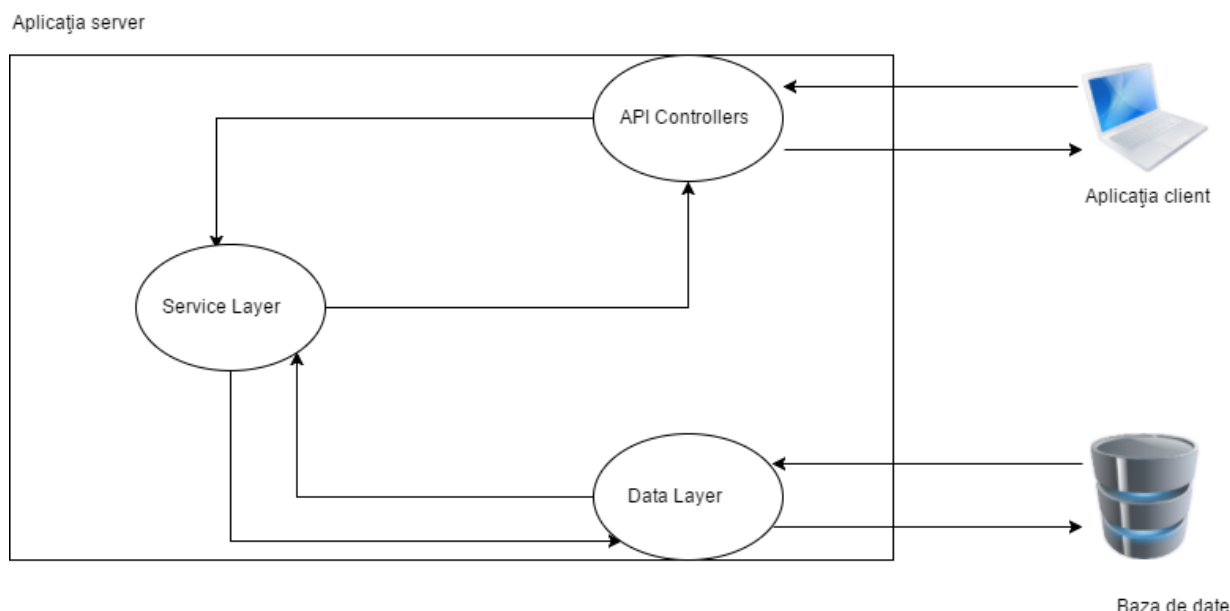 Aplicaţia server
API Controllers
Aplicaţia client
Service Layer
Data Layer
Baza de date